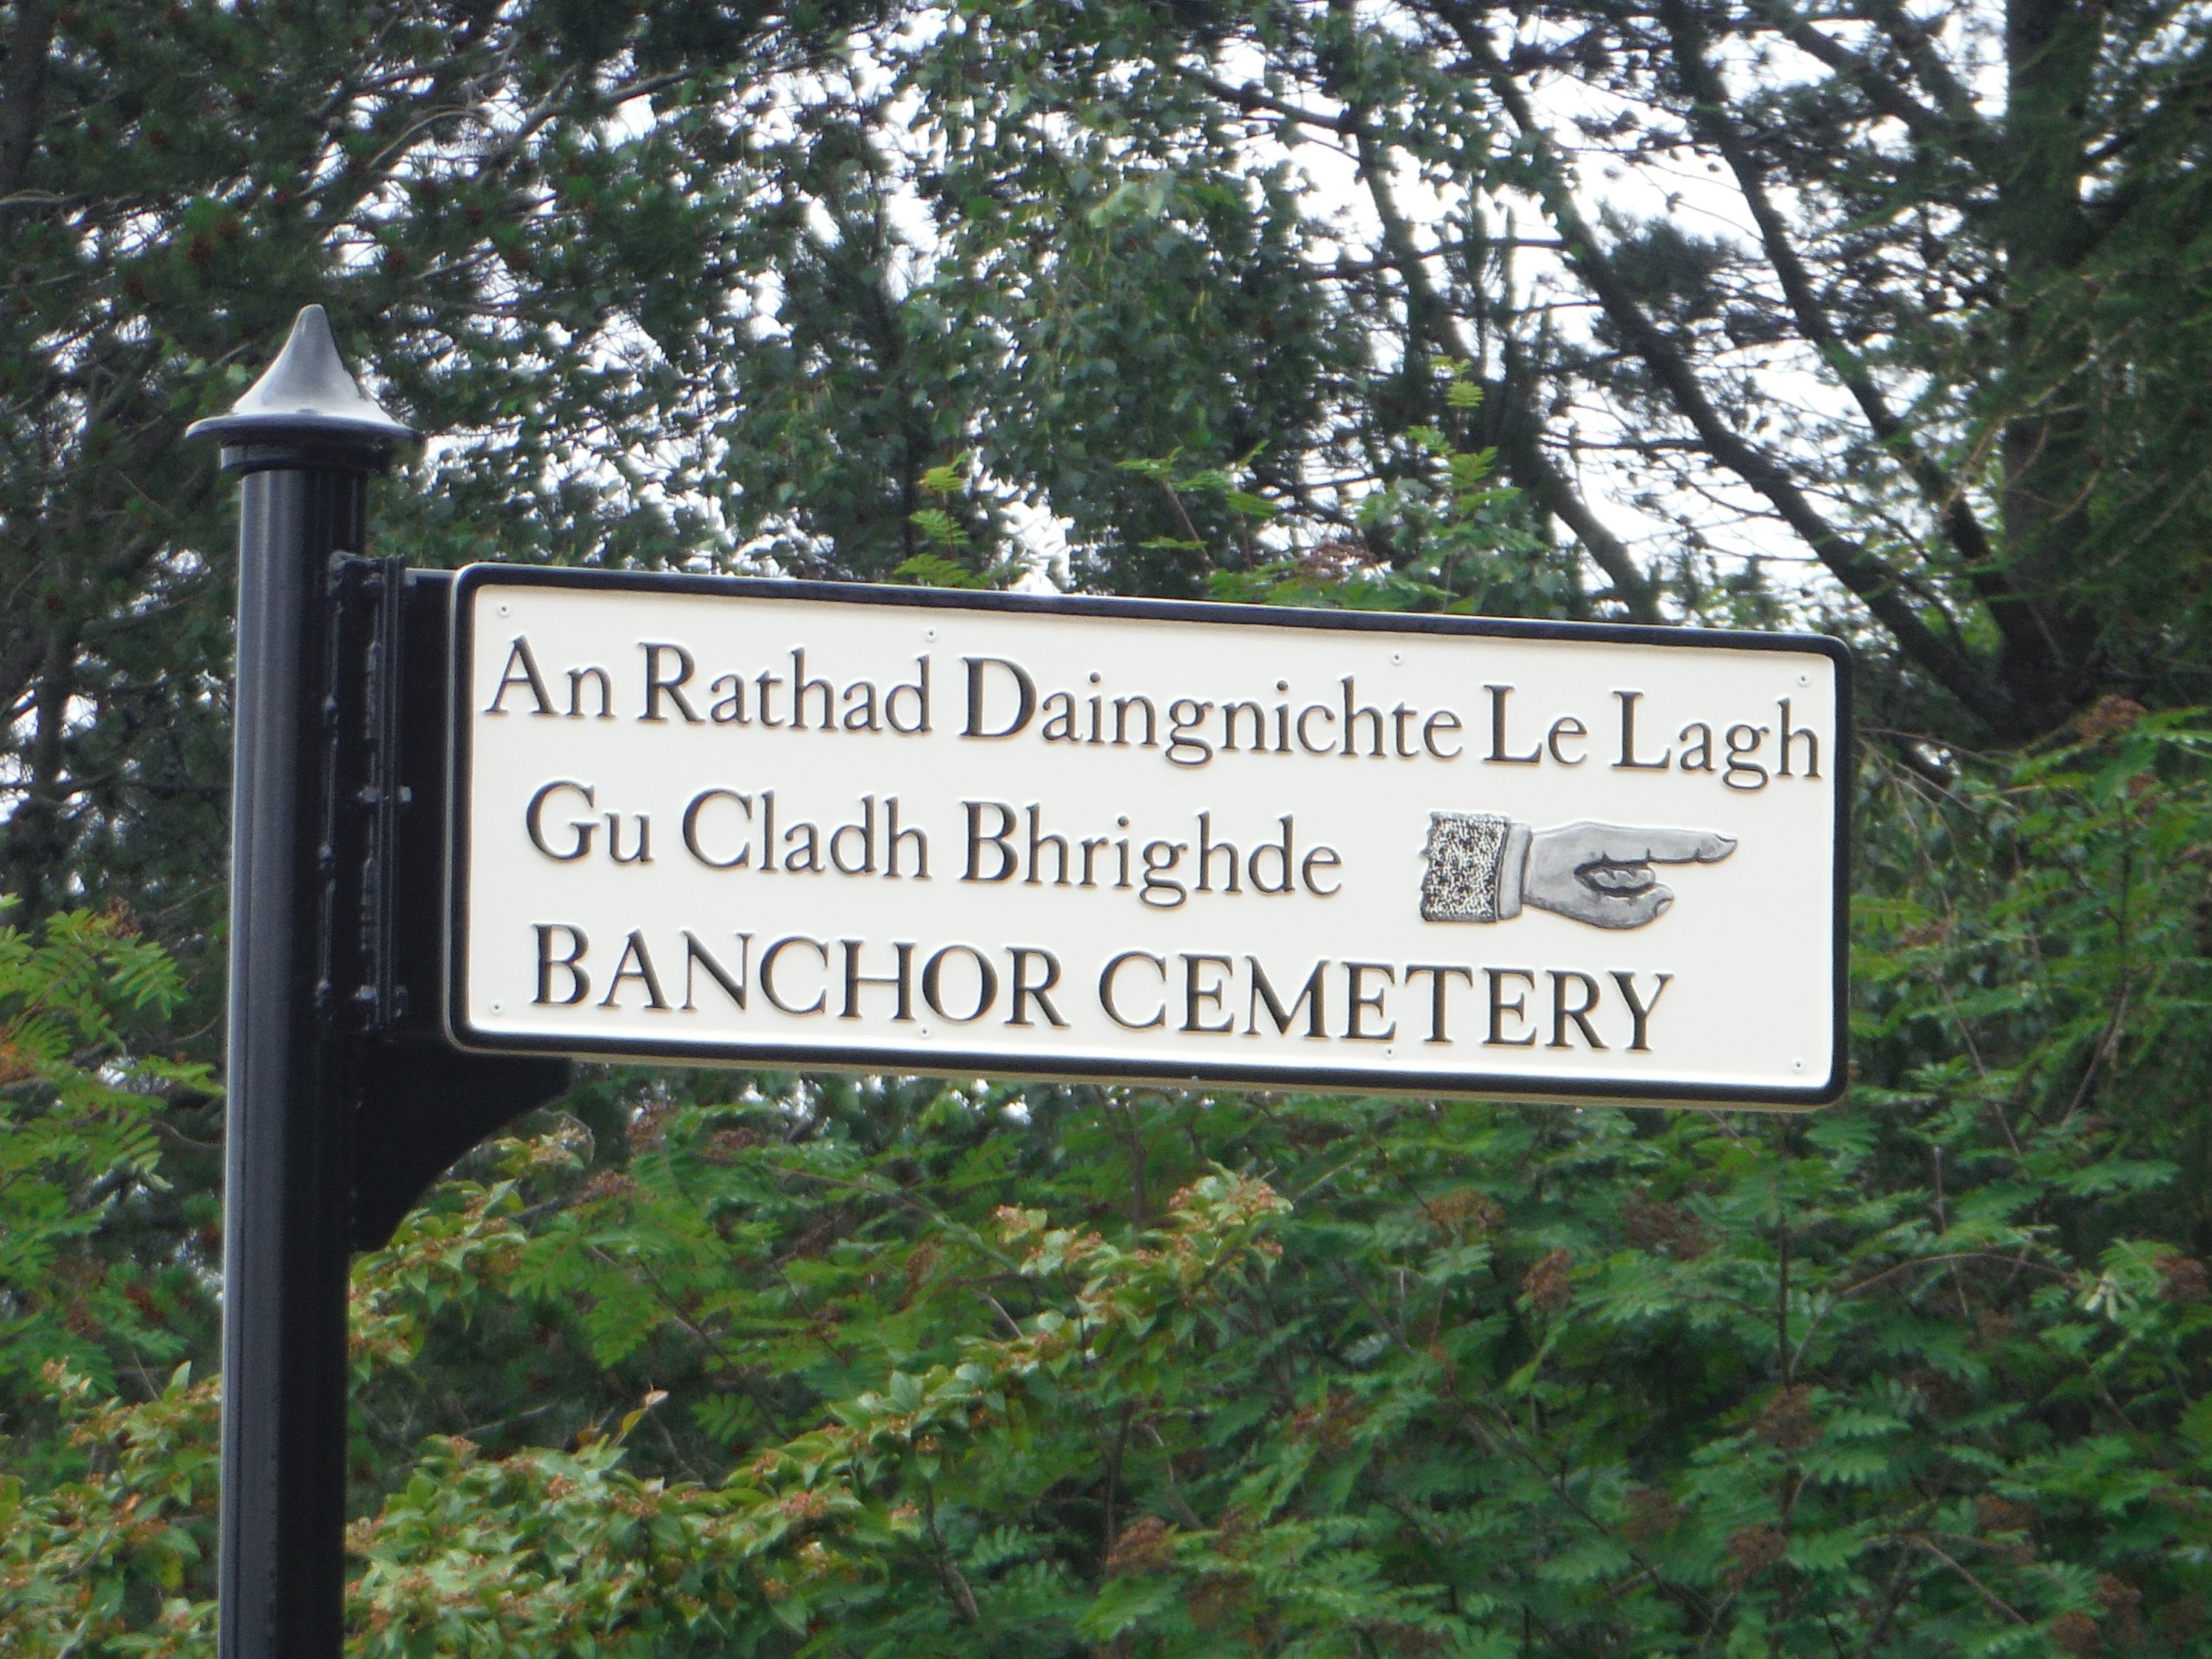 An Rathad Daingnichte Le Lagh
Gu Cladh Bhrighde
BANCHOR CEMETERY